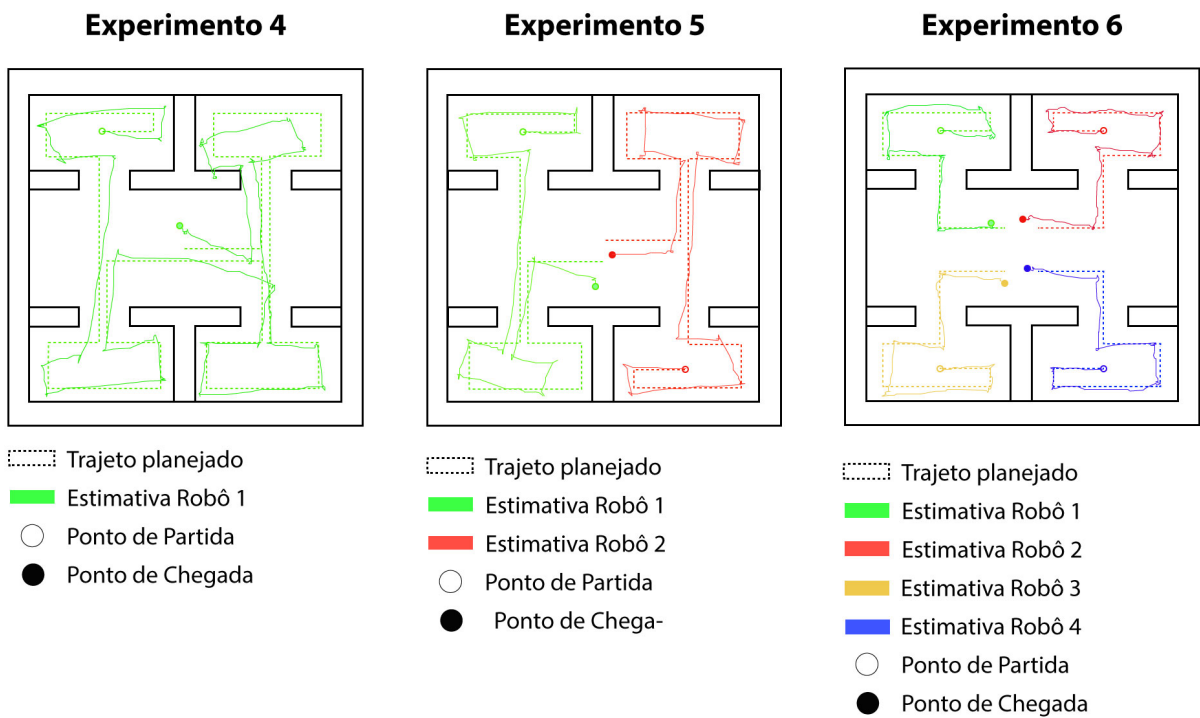 Experimento 4
Trajeto planejado
Estimativa Robô 1
Ponto de Partida
Ponto de Chegada
Experimento 5
Trajeto planejado
Estimativa Robô 1
Estimativa Robô 2
Ponto de Partida
Ponto de Chega-
Experimento 6
Trajeto planejado
Estimativa Robô 1
Estimativa Robô 2
Estimativa Robô 3
Estimativa Robô 4
Ponto de Partida
Ponto de Chegada